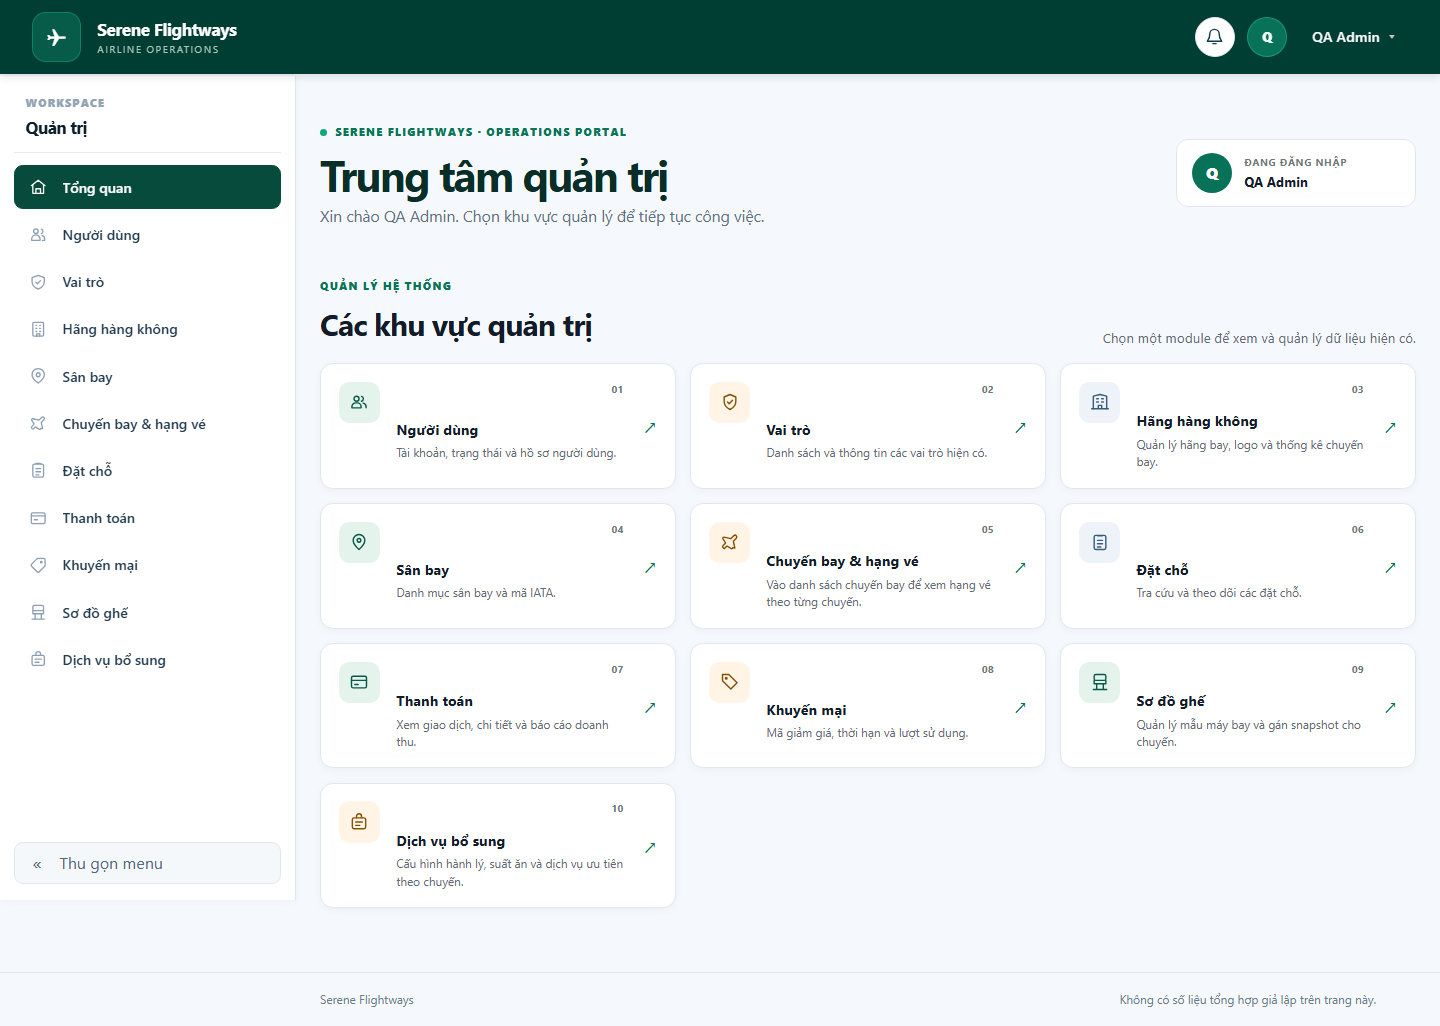 Serene Flightways
AIRLINE OPERATIONS
Q
QA Admin
WORKSPACE
Quản trị
Tổng quan
Người dùng
Vai trò
Hãng hàng không
Sân bay
Chuyến bay & hạng vé
Đặt chỗ
Thanh toán
Khuyến mại
Sơ đồ ghế
Dịch vụ bổ sung
« Thu gọn menu
SERENE FLIGHTWAYS · OPERATIONS PORTAL
Trung tâm quản trị
Xin chào QA Admin. Chọn khu vực quản lý để tiếp tục công việc.
Q
ĐANG ĐĂNG NHẬP
QA Admin
QUẢN LÝ HỆ THỐNG
Các khu vực quản trị
Chọn một module để xem và quản lý dữ liệu hiện có.
01
Người dùng
Tài khoản, trạng thái và hồ sơ người dùng.
02
Vai trò
Danh sách và thông tin các vai trò hiện có.
03
Hãng hàng không
Quản lý hãng bay, logo và thống kê chuyến
bay.
04
Sân bay
Danh mục sân bay và mã IATA.
05
Chuyến bay & hạng vé
Vào danh sách chuyến bay để xem hạng vé
theo từng chuyến.
06
Đặt chỗ
Tra cứu và theo dõi các đặt chỗ.
07
Thanh toán
Xem giao dịch, chi tiết và báo cáo doanh
thu.
08
Khuyến mại
Mã giảm giá, thời hạn và lượt sử dụng.
09
Sơ đồ ghế
Quản lý mẫu máy bay và gán snapshot cho
chuyến.
10
Dịch vụ bổ sung
Cấu hình hành lý, suất ăn và dịch vụ ưu tiên
theo chuyến.
Serene Flightways
Không có số liệu tổng hợp giả lập trên trang này.